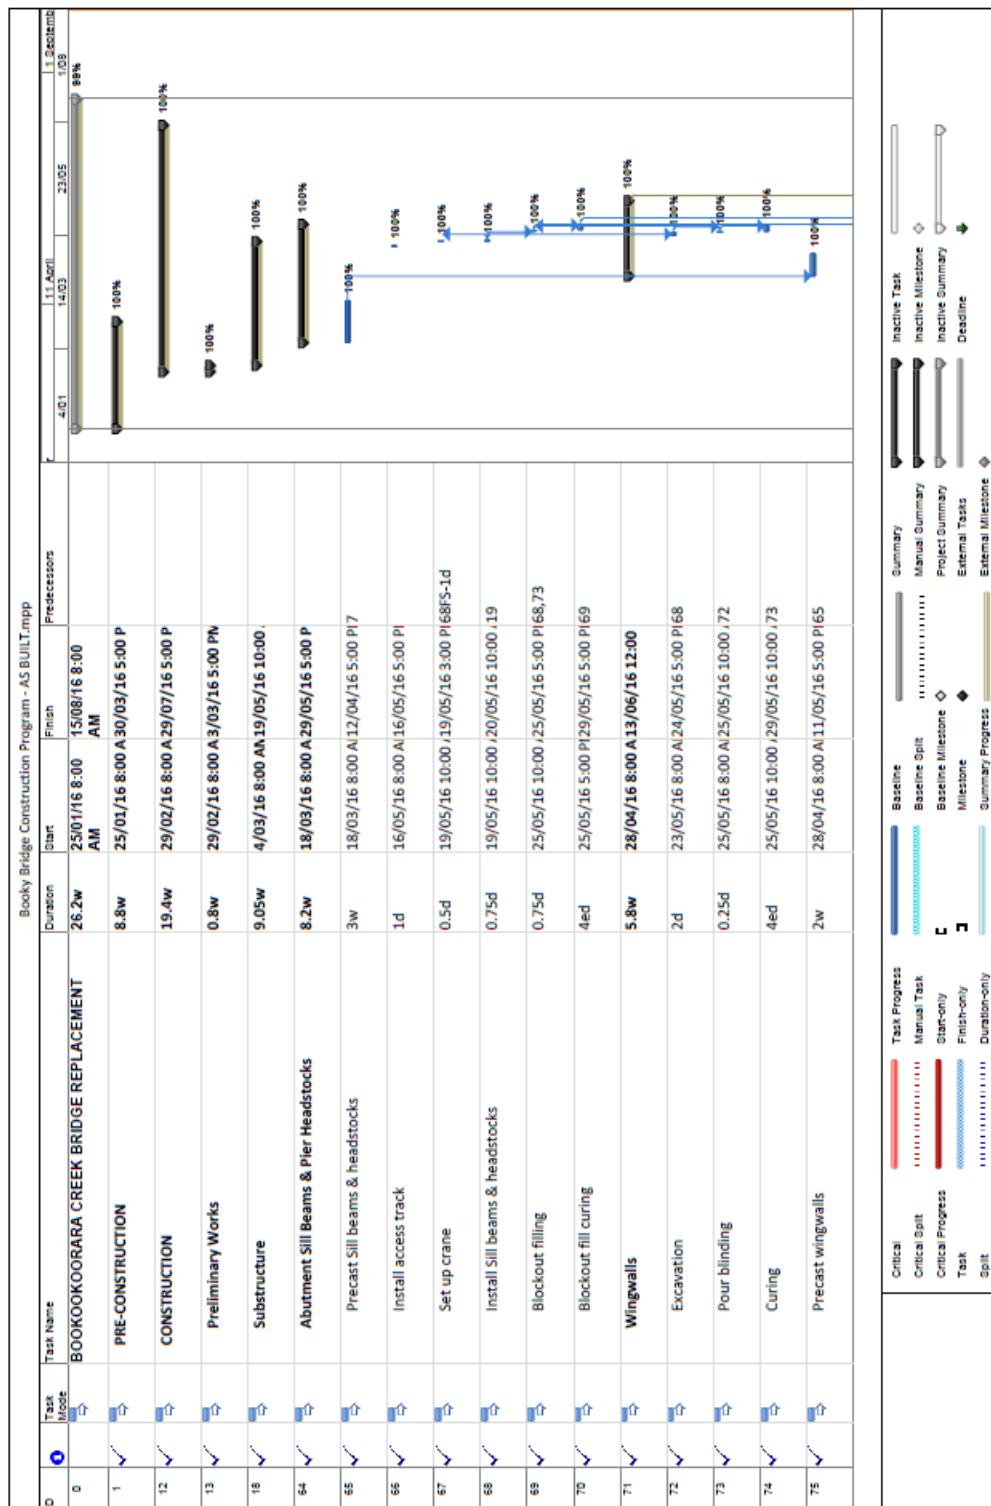 Booky Bridge Construction Program - AS BUILT.mpp
D Task Mode Task Name Duration Start Finish Predecessors r 11 April 1 Septemb
4/01 14/03 23/05 1/08
0 BOOKOOKOORARA CREEK BRIDGE REPLACEMENT 26.2w 25/01/16 8:00 AM 15/08/16 8:00 AM 99%
1 PRE-CONSTRUCTION 8.8w 25/01/16 8:00 A 30/03/16 5:00 P 100%
12 CONSTRUCTION 19.4w 29/02/16 8:00 A 29/07/16 5:00 P 100%
13 Preliminary Works 0.8w 29/02/16 8:00 A 3/03/16 5:00 PM 100%
18 Substructure 9.05w 4/03/16 8:00 AM 19/05/16 10:00 100%
64 Abutment Sill Beams & Pier Headstocks 8.2w 18/03/16 8:00 A 29/05/16 5:00 P 100%
65 Precast Sill beams & headstocks 3w 18/03/16 8:00 A 12/04/16 5:00 P 17 100%
66 Install access track 1d 16/05/16 8:00 A 16/05/16 5:00 P 100%
67 Set up crane 0.5d 19/05/16 10:00 A 19/05/16 3:00 P 68FS-1d 100%
68 Install Sill beams & headstocks 0.75d 19/05/16 10:00 A 20/05/16 10:00 A 19 100%
69 Blockout filling 0.75d 25/05/16 10:00 A 25/05/16 5:00 P 68,73 100%
70 Blockout fill curing 4ed 25/05/16 5:00 P 29/05/16 5:00 P 69 100%
71 Wingwalls 5.8w 28/04/16 8:00 A 13/06/16 12:00 100%
72 Excavation 2d 23/05/16 8:00 A 24/05/16 5:00 P 68 100%
73 Pour blinding 0.25d 25/05/16 8:00 A 25/05/16 10:00 A 72 100%
74 Curing 4ed 25/05/16 10:00 A 29/05/16 10:00 A 73 100%
75 Precast wingwalls 2w 28/04/16 8:00 A 11/05/16 5:00 P 65 100%
Critical Task Progress Baseline Summary Inactive Task
Critical Split Manual Task Baseline Split Manual Summary Inactive Milestone
Critical Progress Start-only Baseline Milestone Project Summary Inactive Summary
Task Finish-only Milestone External Tasks Deadline
Split Duration-only Summary Progress External Milestone